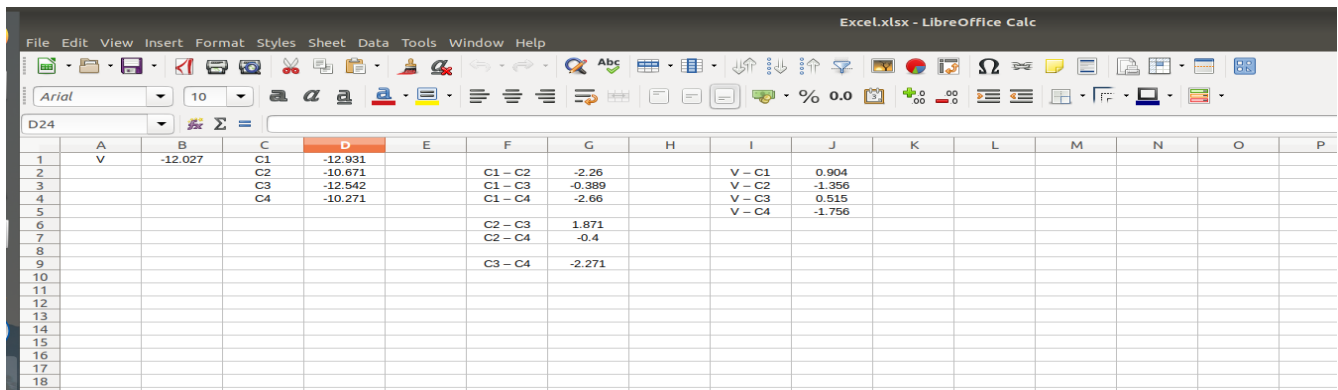 Excel.xlsx - LibreOffice Calc
File Edit View Insert Format Styles Sheet Data Tools Window Help
Abc
% 0.0
Arial 10 a a a a
D24 Σ =
A B C D E F G H I J K L M N O P
1 V -12.027 C1 -12.931
2 C2 -10.671 C1 – C2 -2.26 V – C1 0.904
3 C3 -12.542 C1 – C3 -0.389 V – C2 -1.356
4 C4 -10.271 C1 – C4 -2.66 V – C3 0.515
5 V – C4 -1.756
6 C2 – C3 1.871
7 C2 – C4 -0.4
8
9 C3 – C4 -2.271
10
11
12
13
14
15
16
17
18